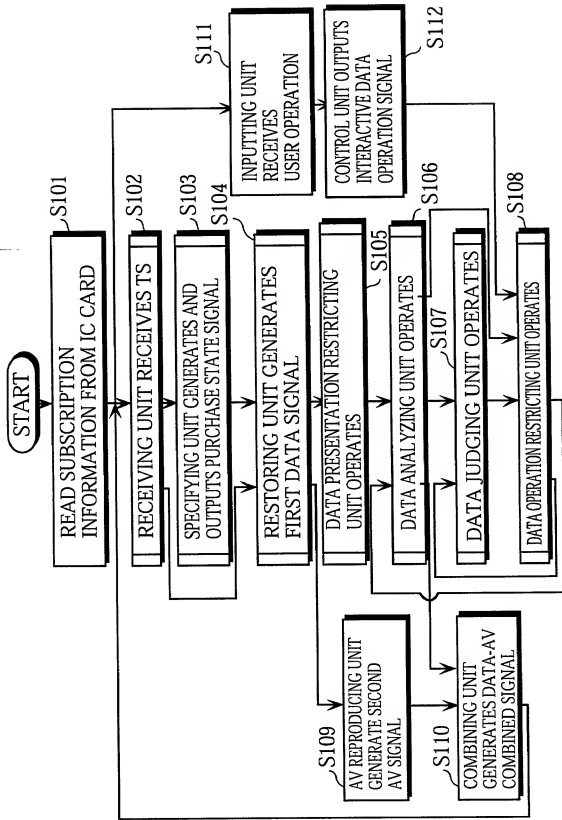 START
READ SUBSCRIPTION
INFORMATION FROM IC CARD
S101
RECEIVING UNIT RECEIVES TS
S102
SPECIFYING UNIT GENERATES AND
OUTPUTS PURCHASE STATE SIGNAL
S103
RESTORING UNIT GENERATES
FIRST DATA SIGNAL
S104
DATA PRESENTATION RESTRICTING
UNIT OPERATES
S105
DATA ANALYZING UNIT OPERATES
S106
DATA JUDGING UNIT OPERATES
S107
DATA OPERATION RESTRICTING UNIT OPERATES
S108
S109
AV REPRODUCING UNIT
GENERATE SECOND
AV SIGNAL
S110
COMBINING UNIT
GENERATES DATA-AV
COMBINED SIGNAL
S111
INPUTTING UNIT
RECEIVES
USER OPERATION
S112
CONTROL UNIT OUTPUTS
INTERACTIVE DATA
OPERATION SIGNAL